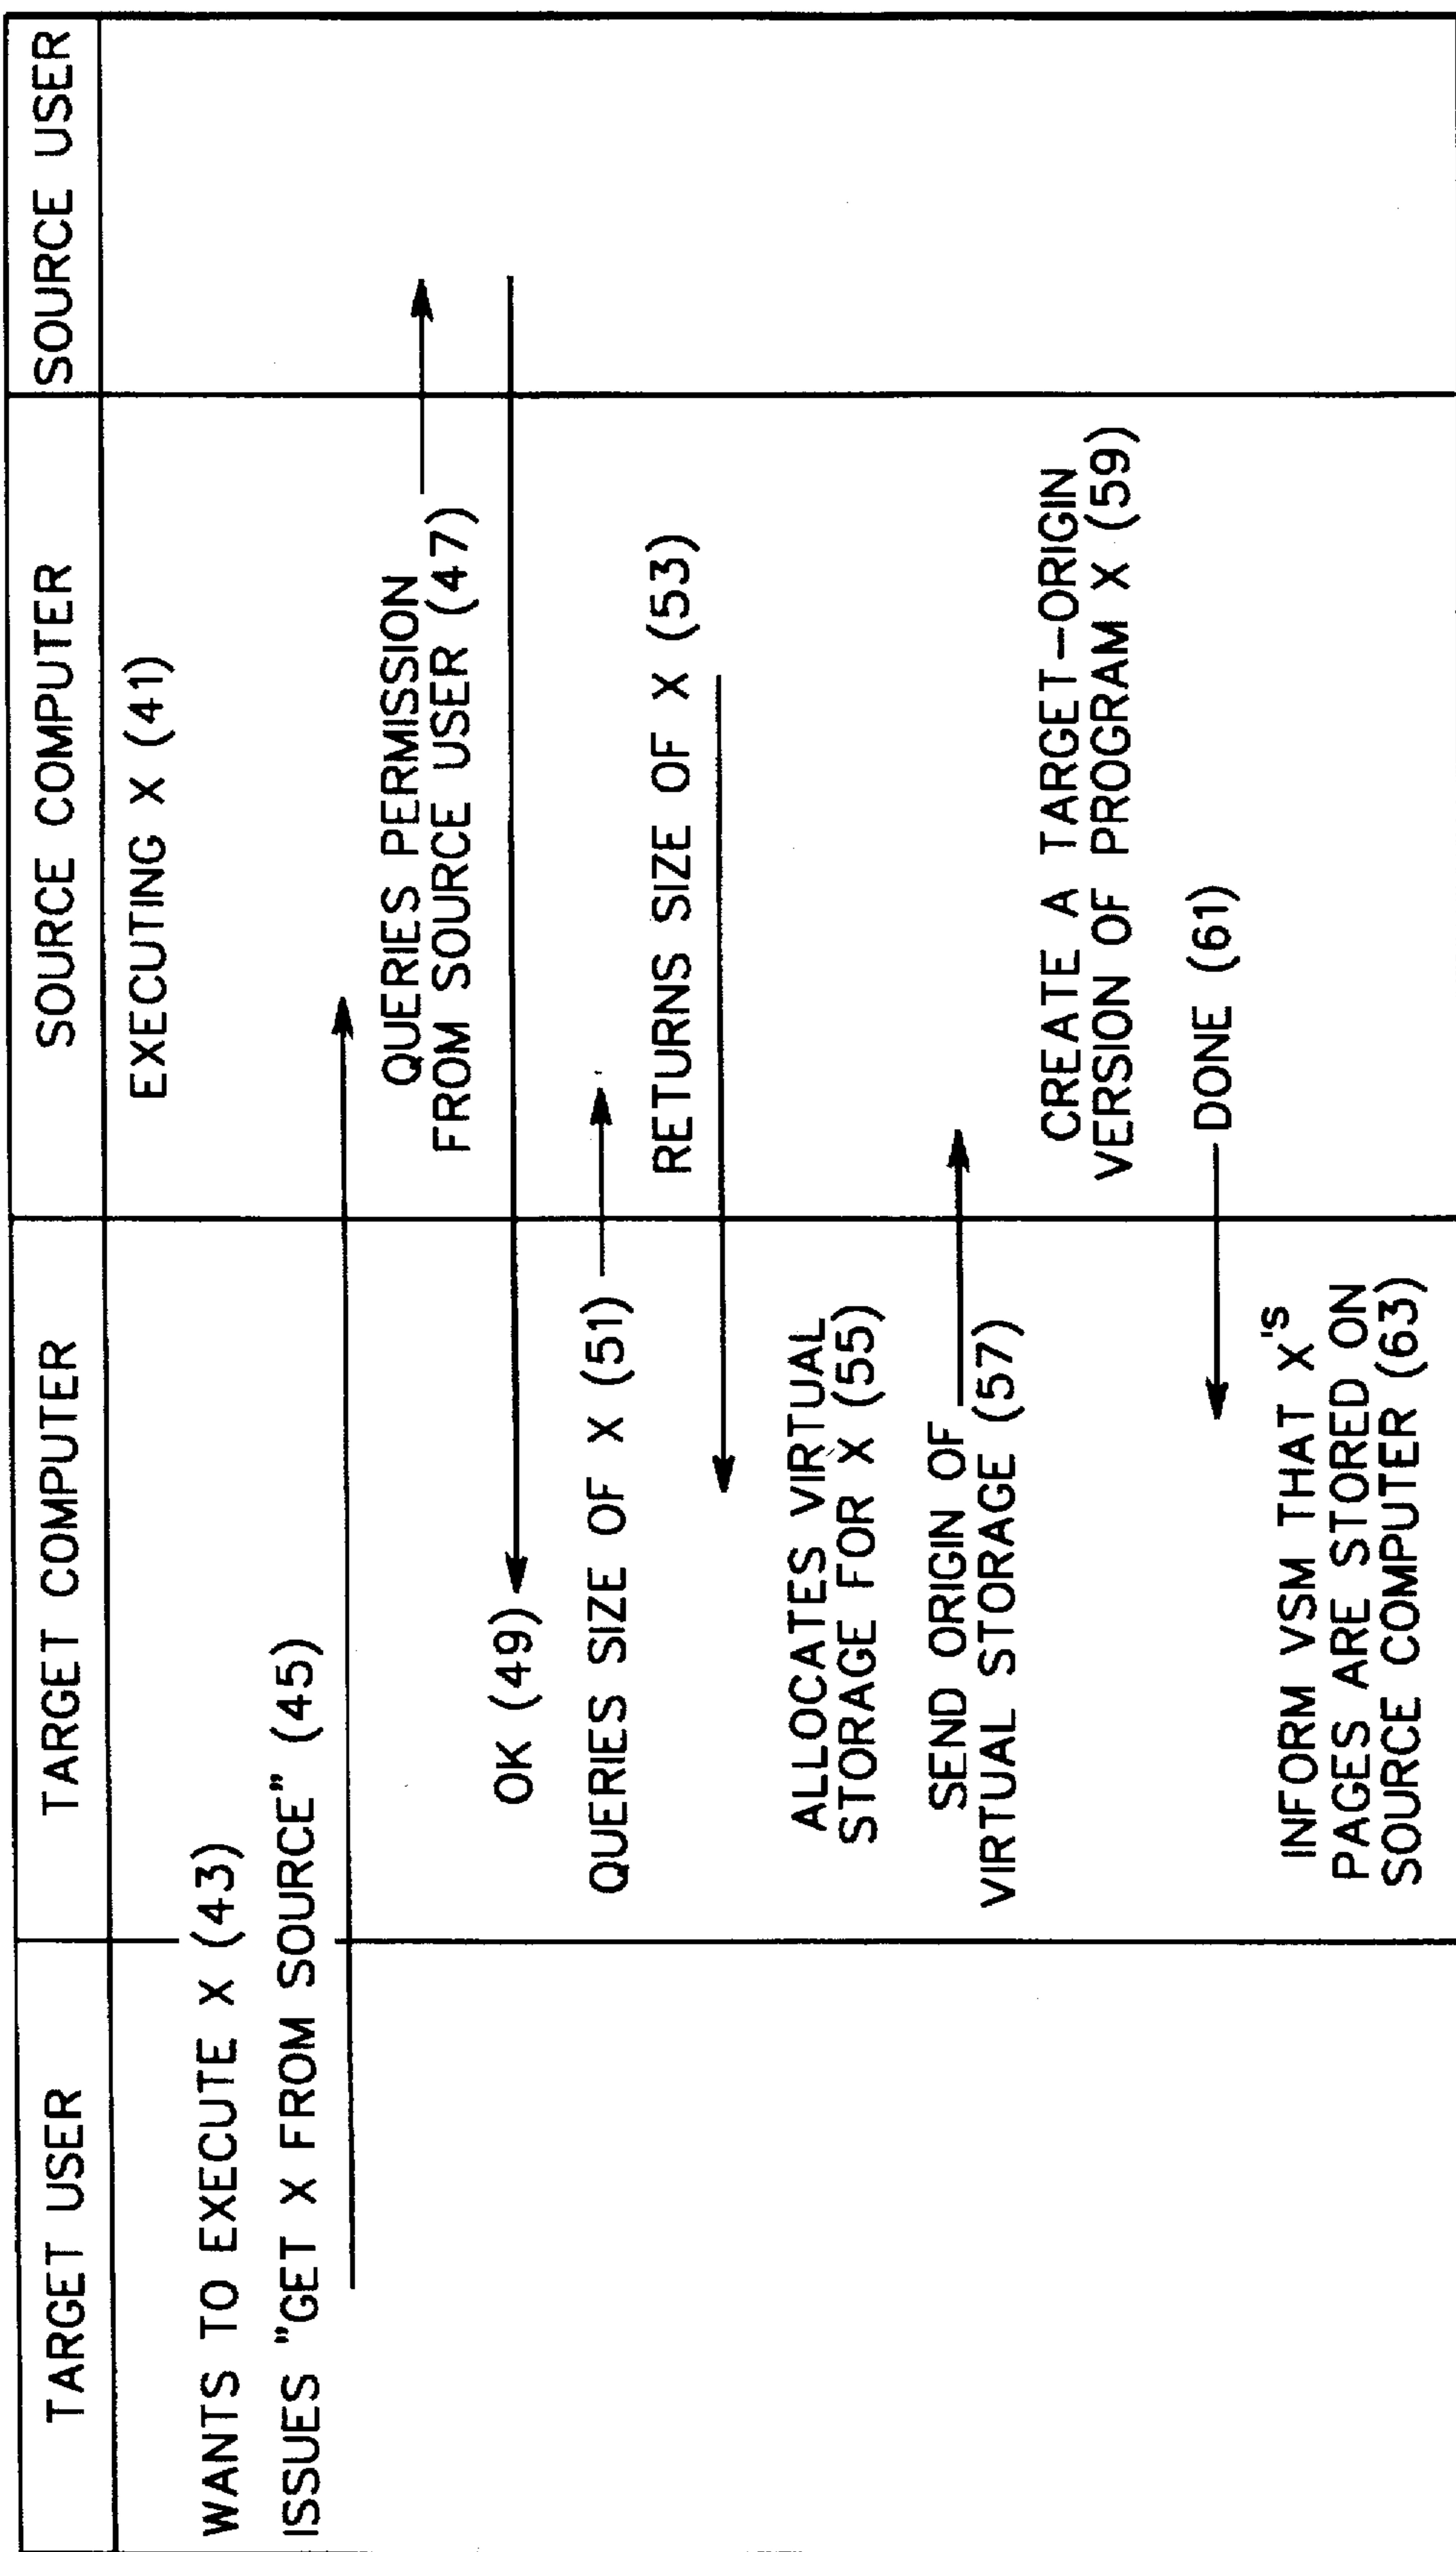 TARGET USER
TARGET COMPUTER
SOURCE COMPUTER
SOURCE USER
EXECUTING X (41)
WANTS TO EXECUTE X (43)
ISSUES "GET X FROM SOURCE" (45)
QUERIES PERMISSION
FROM SOURCE USER (47)
OK (49)
QUERIES SIZE OF X (51)
RETURNS SIZE OF X (53)
ALLOCATES VIRTUAL
STORAGE FOR X (55)
SEND ORIGIN OF
VIRTUAL STORAGE (57)
CREATE A TARGET-ORIGIN
VERSION OF PROGRAM X (59)
DONE (61)
INFORM VSM THAT X's
PAGES ARE STORED ON
SOURCE COMPUTER (63)